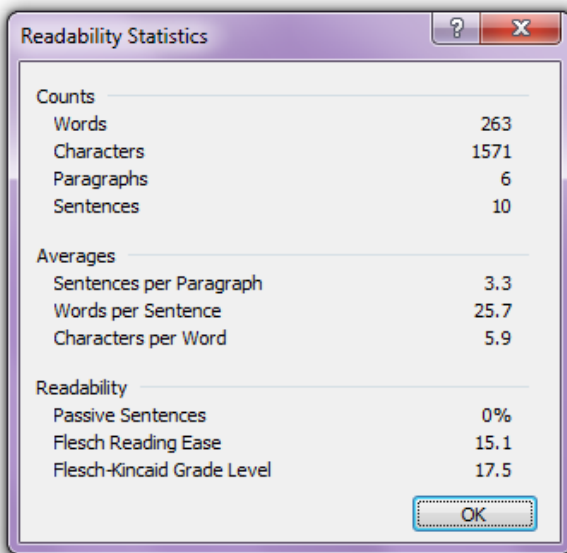 Readability Statistics
?
X
Counts
Words 263
Characters 1571
Paragraphs 6
Sentences 10
Averages
Sentences per Paragraph 3.3
Words per Sentence 25.7
Characters per Word 5.9
Readability
Passive Sentences 0%
Flesch Reading Ease 15.1
Flesch-Kincaid Grade Level 17.5
OK